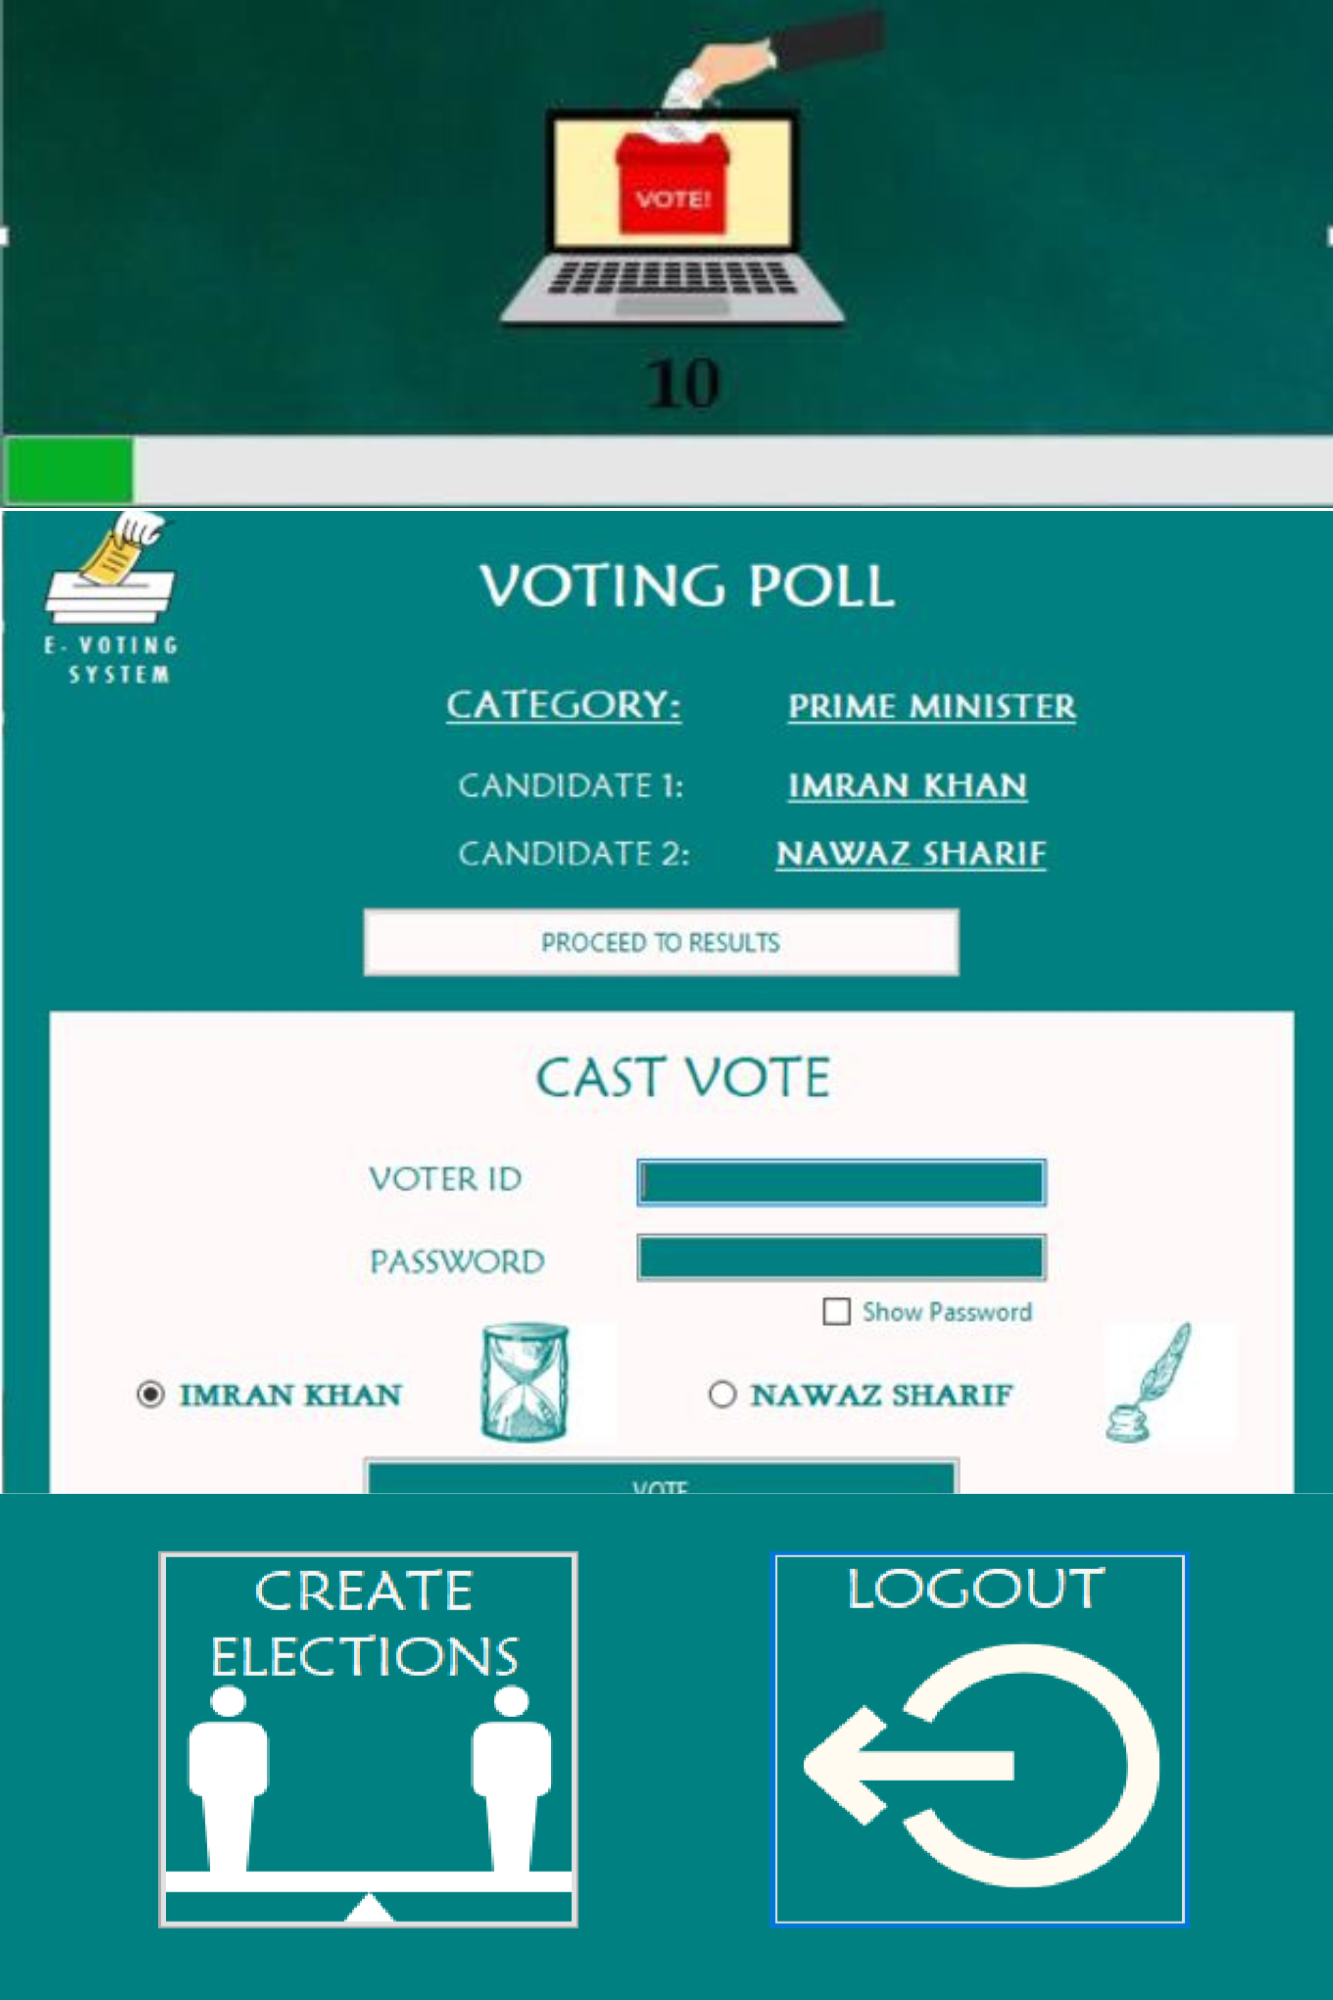 VOTE!
10
E- VOTING
SYSTEM
VOTING POLL
CATEGORY: PRIME MINISTER
CANDIDATE 1: IMRAN KHAN
CANDIDATE 2: NAWAZ SHARIF
PROCEED TO RESULTS
CAST VOTE
VOTER ID
PASSWORD
Show Password
IMRAN KHAN NAWAZ SHARIF
VOTE
CREATE
ELECTIONS
LOGOUT